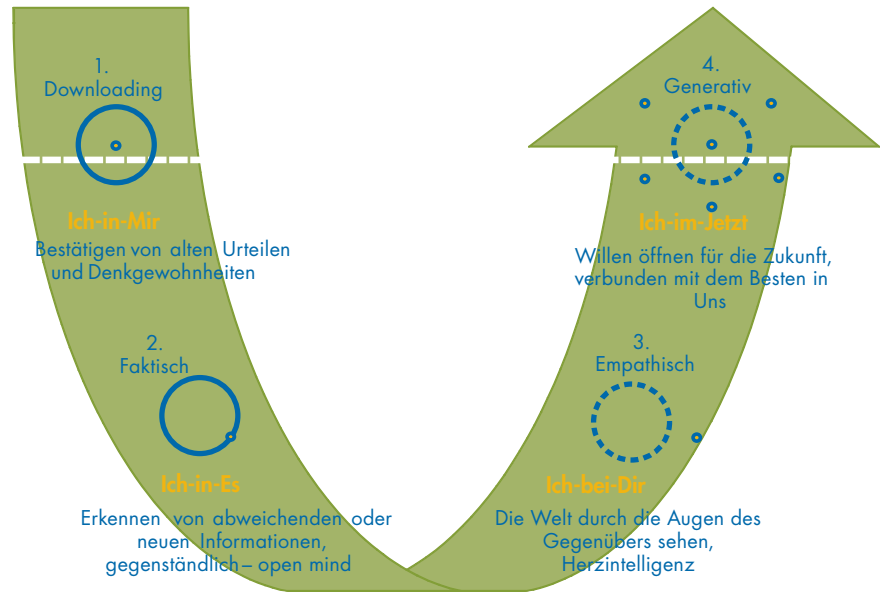 1.
Downloading
Ich-in-Mir
Bestätigen von alten Urteilen
und Denkgewohnheiten
2.
Faktisch
Ich-in-Es
Erkennen von abweichenden oder
neuen Informationen,
gegenständlich – open mind
3.
Empathisch
Ich-bei-Dir
Die Welt durch die Augen des
Gegenübers sehen,
Herzintelligenz
4.
Generativ
Ich-im-Jetzt
Willen öffnen für die Zukunft,
verbunden mit dem Besten in
Uns